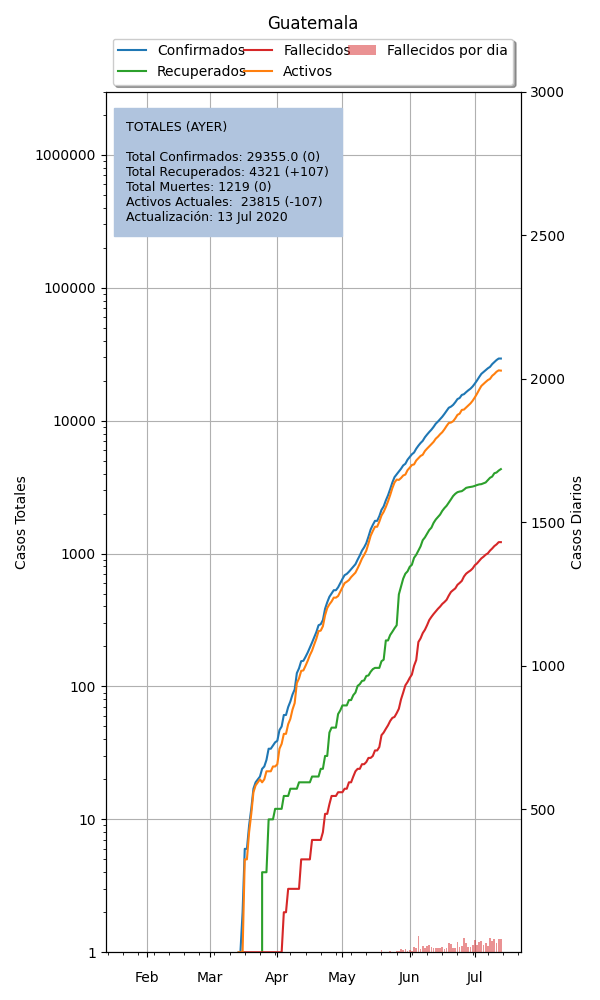 Guatemala
Confirmados
Fallecidos
Fallecidos por dia
Recuperados
Activos
TOTALES (AYER)
Total Confirmados: 29355.0 (0)
Total Recuperados: 4321 (+107)
Total Muertes: 1219 (0)
Activos Actuales:  23815 (-107)
Actualización: 13 Jul 2020
1000000
100000
10000
1000
100
10
1
Casos Totales
3000
2500
2000
1500
1000
500
Casos Diarios
Feb
Mar
Apr
May
Jun
Jul